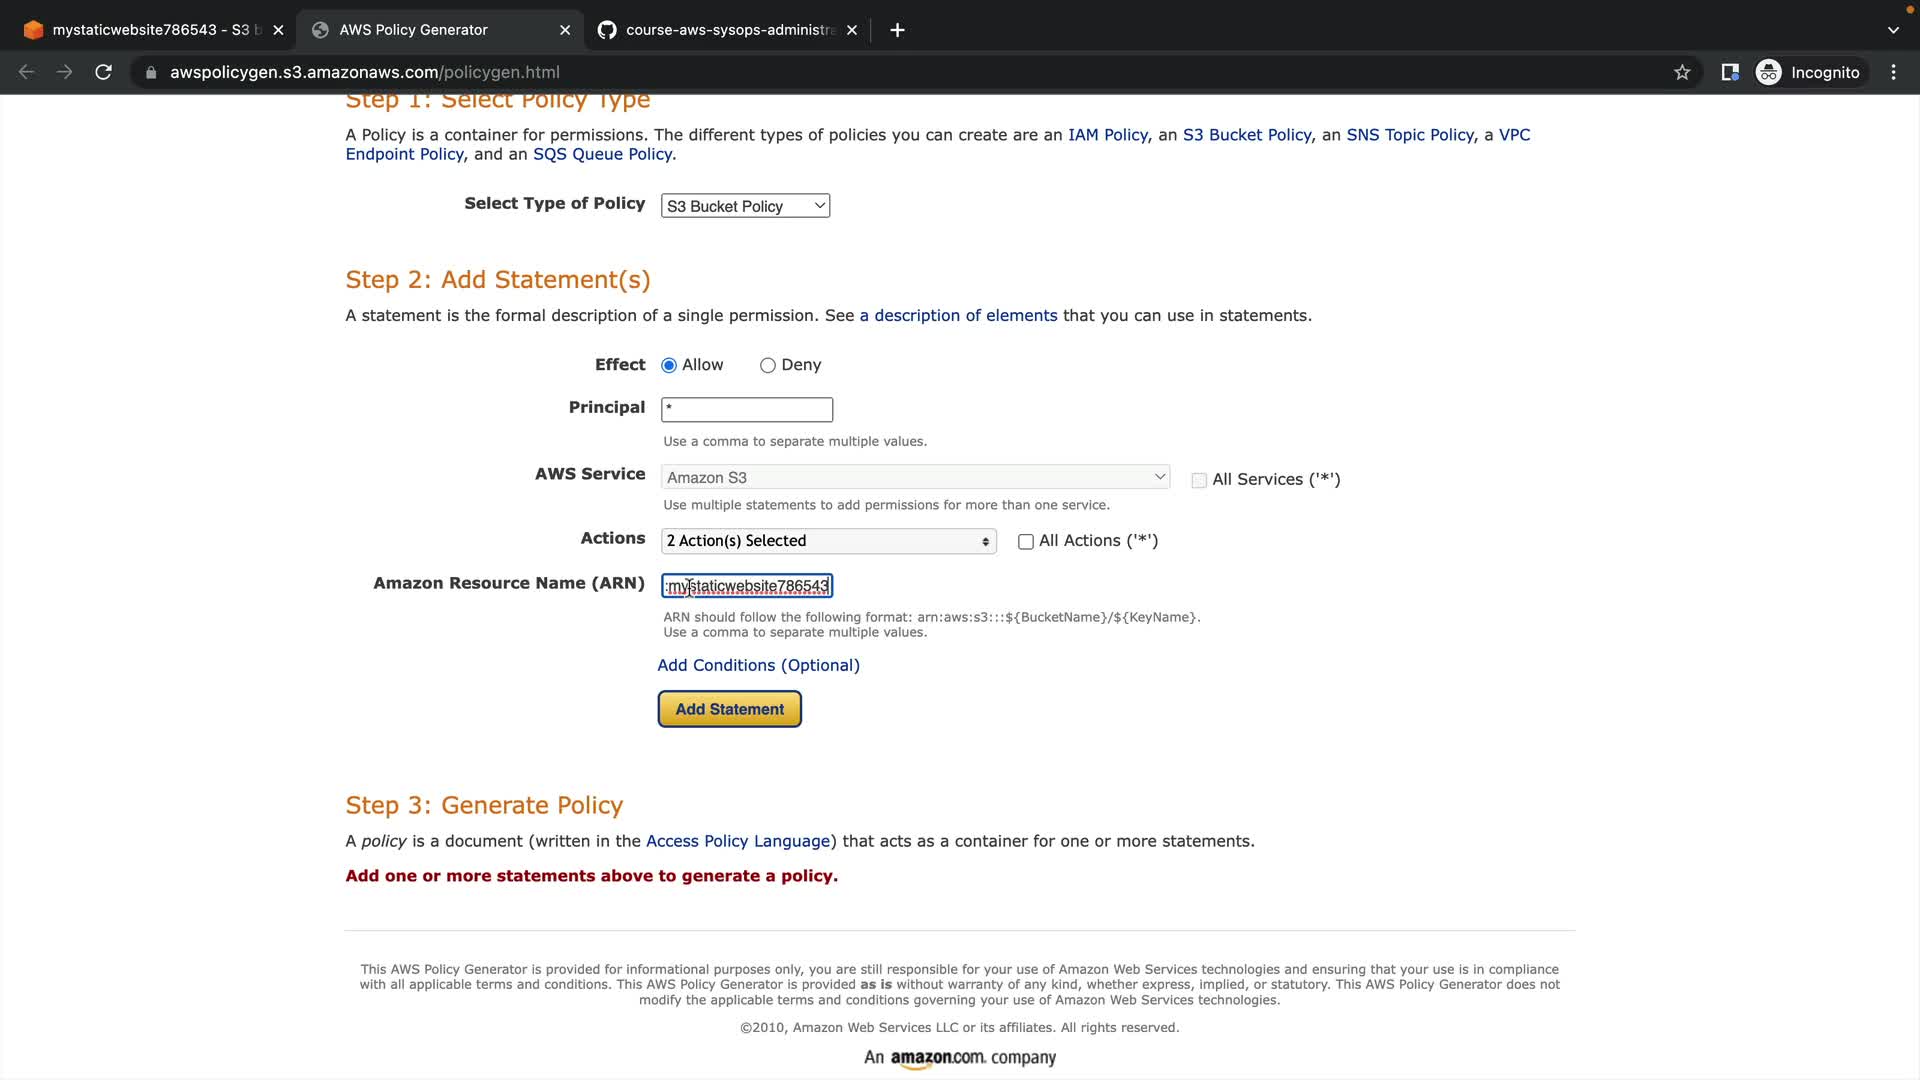 mystaticwebsite786543 - S3 b
AWS Policy Generator
course-aws-sysops-administra
awspolicygen.s3.amazonaws.com/policygen.html
Incognito
Step 1: Select Policy Type
A Policy is a container for permissions. The different types of policies you can create are an IAM Policy, an S3 Bucket Policy, an SNS Topic Policy, a VPC
Endpoint Policy, and an SQS Queue Policy.
Select Type of Policy S3 Bucket Policy
Step 2: Add Statement(s)
A statement is the formal description of a single permission. See a description of elements that you can use in statements.
Effect Allow Deny
Principal *
Use a comma to separate multiple values.
AWS Service Amazon S3 All Services ('*')
Use multiple statements to add permissions for more than one service.
Actions 2 Action(s) Selected All Actions ('*')
Amazon Resource Name (ARN) :mystaticwebsite786543
ARN should follow the following format: arn:aws:s3:::${BucketName}/${KeyName}.
Use a comma to separate multiple values.
Add Conditions (Optional)
Add Statement
Step 3: Generate Policy
A policy is a document (written in the Access Policy Language) that acts as a container for one or more statements.
Add one or more statements above to generate a policy.
This AWS Policy Generator is provided for informational purposes only, you are still responsible for your use of Amazon Web Services technologies and ensuring that your use is in compliance
with all applicable terms and conditions. This AWS Policy Generator is provided as is without warranty of any kind, whether express, implied, or statutory. This AWS Policy Generator does not
modify the applicable terms and conditions governing your use of Amazon Web Services technologies.
©2010, Amazon Web Services LLC or its affiliates. All rights reserved.
An amazon.com. company